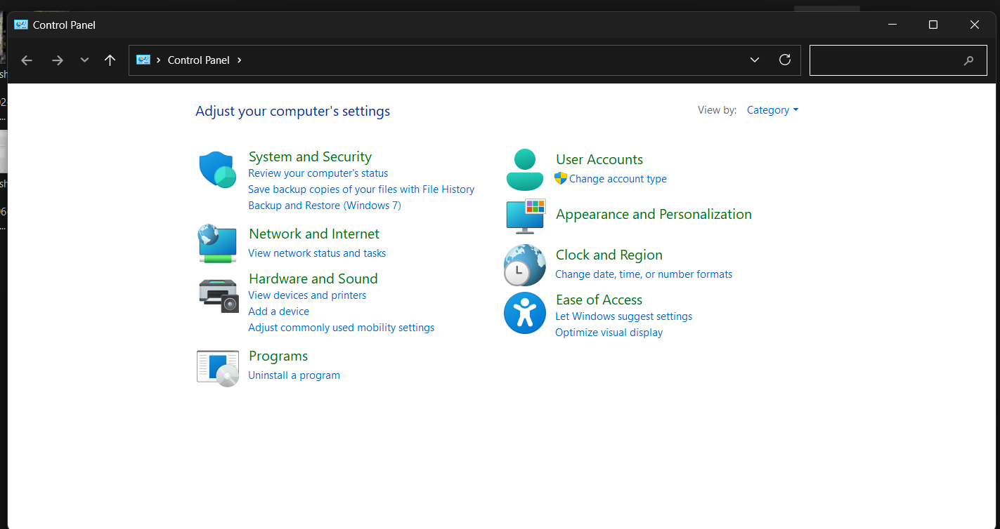 Control Panel
Control Panel
Adjust your computer's settings
View by: Category
System and Security
Review your computer's status
Save backup copies of your files with File History
Backup and Restore (Windows 7)
Network and Internet
View network status and tasks
Hardware and Sound
View devices and printers
Add a device
Adjust commonly used mobility settings
Programs
Uninstall a program
User Accounts
Change account type
Appearance and Personalization
Clock and Region
Change date, time, or number formats
Ease of Access
Let Windows suggest settings
Optimize visual display